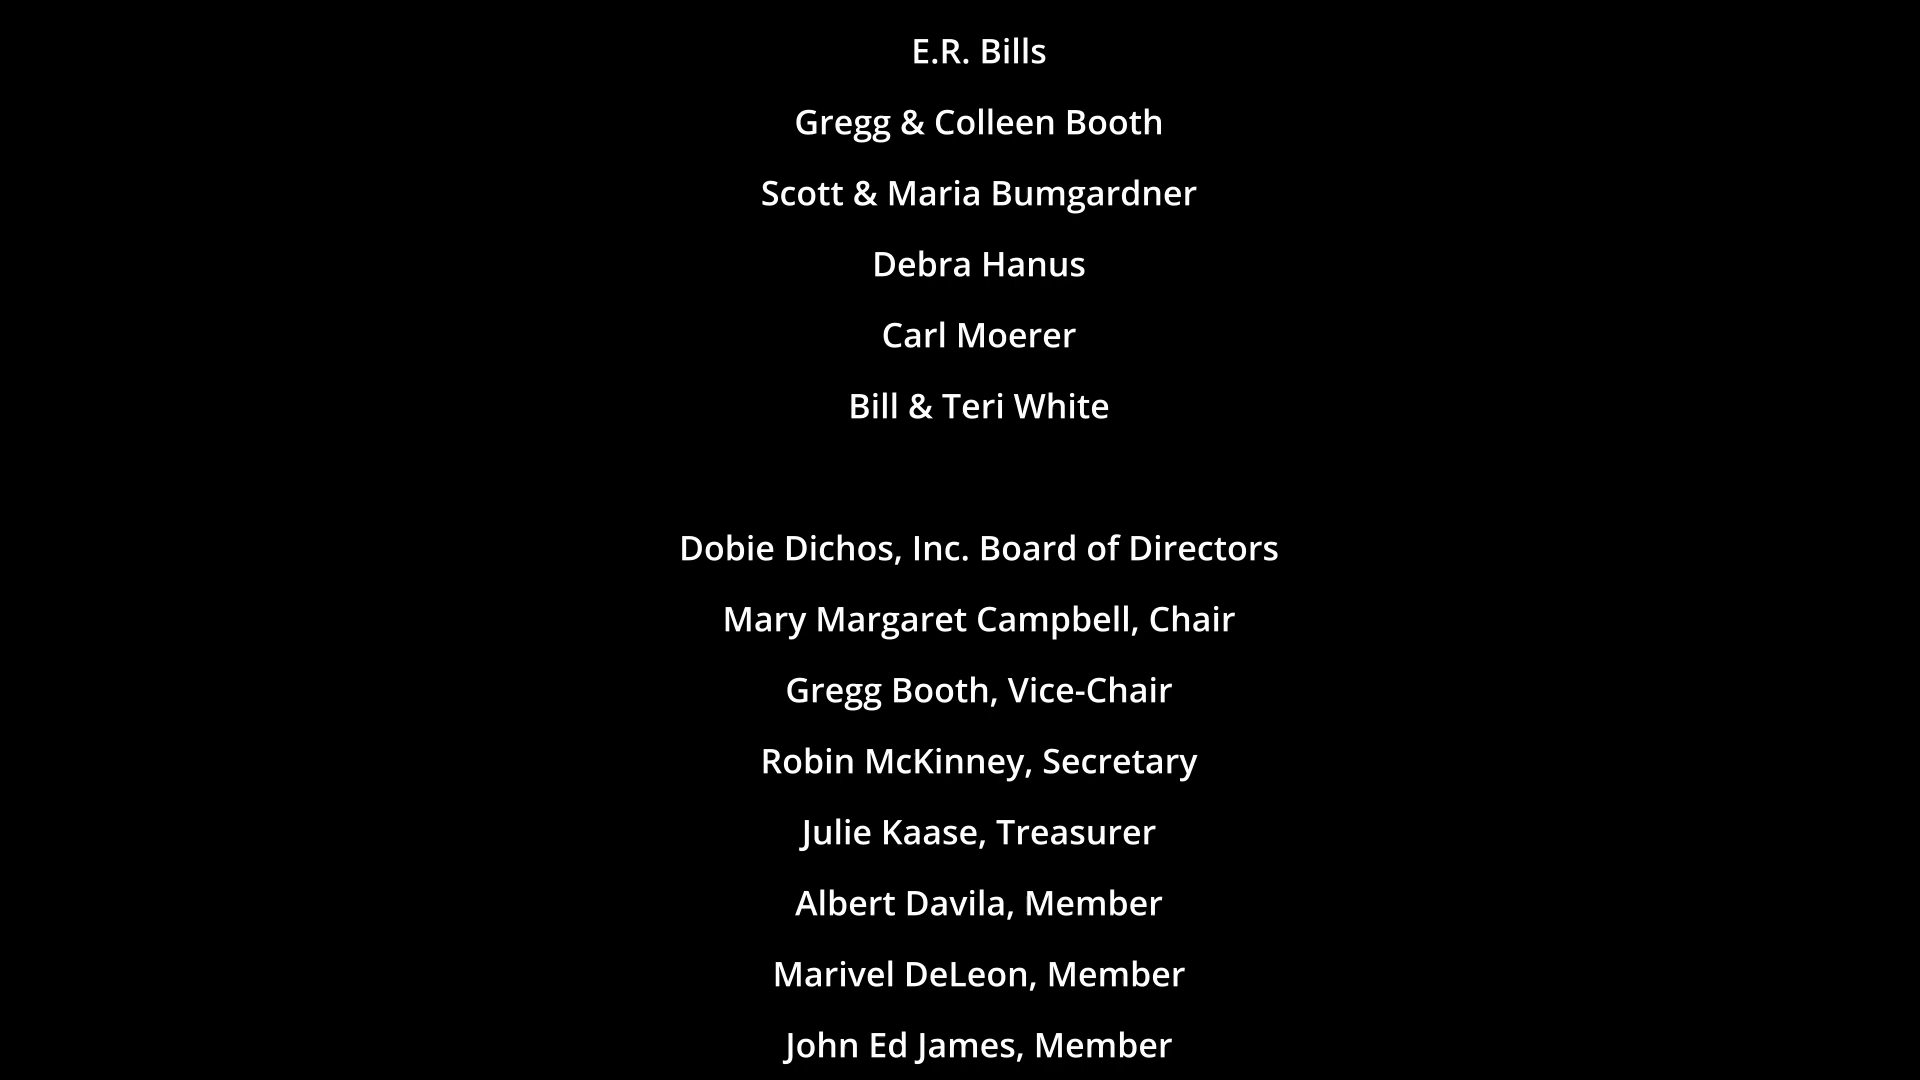 E.R. Bills
Gregg & Colleen Booth
Scott & Maria Bumgardner
Debra Hanus
Carl Moerer
Bill & Teri White
Dobie Dichos, Inc. Board of Directors
Mary Margaret Campbell, Chair
Gregg Booth, Vice-Chair
Robin McKinney, Secretary
Julie Kaase, Treasurer
Albert Davila, Member
Marivel DeLeon, Member
John Ed James, Member